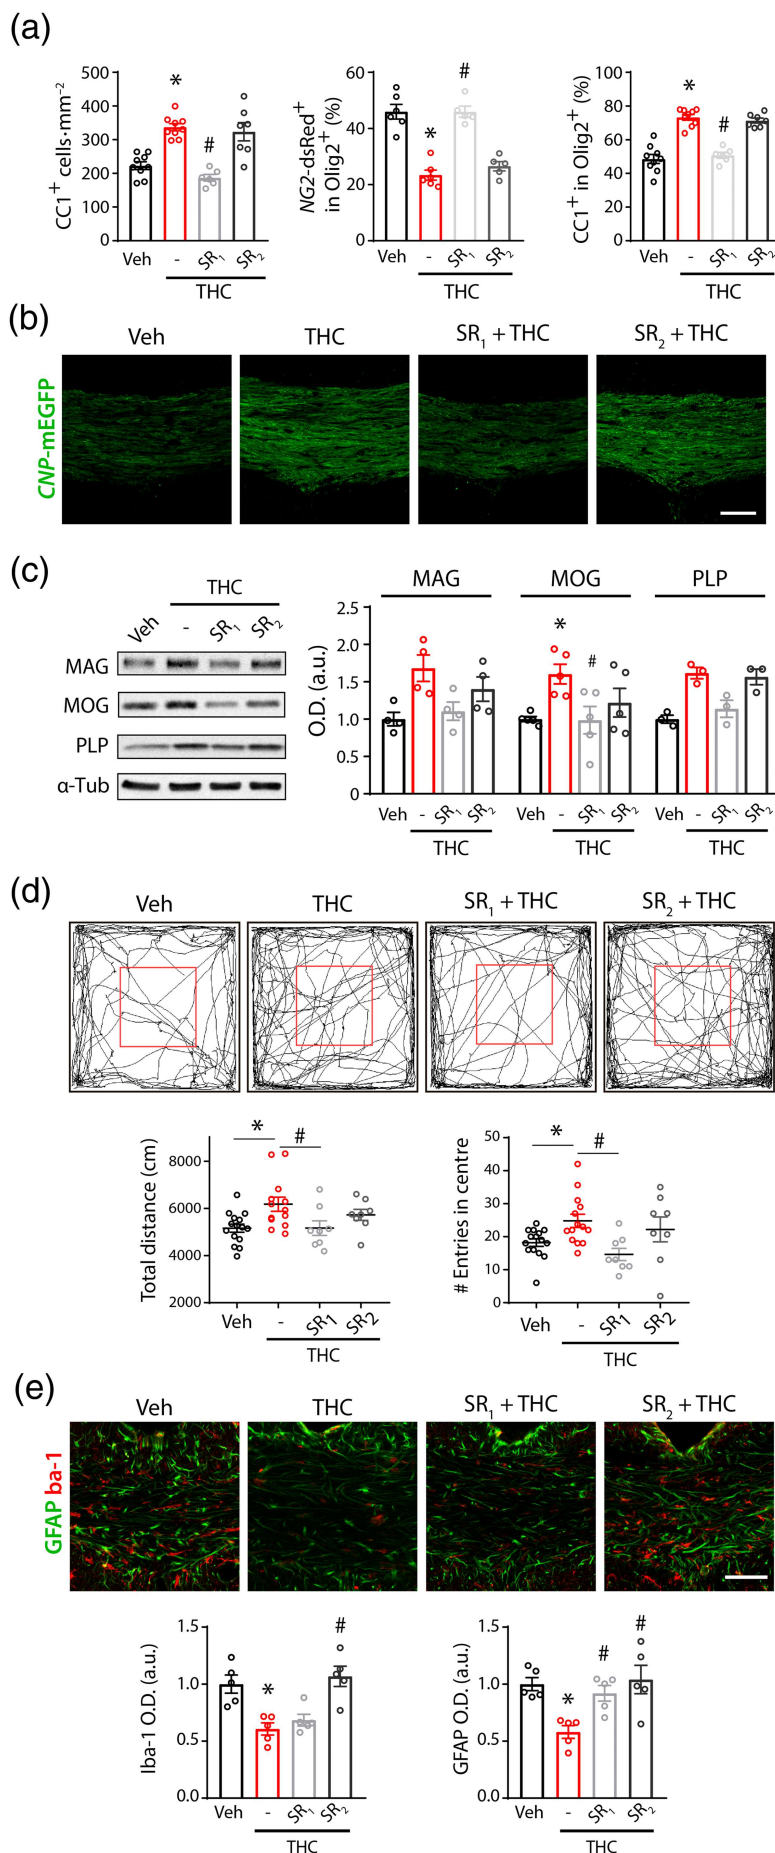 (a)
CC1+ cells·mm−2
500
400
300
200
100
0
*
#
Veh
-
SR1
SR2
THC
NG2-dsRed+
in Olig2+ (%)
60
40
20
0
*
#
Veh
-
SR1
SR2
THC
CC1+ in Olig2+ (%)
100
80
60
40
20
0
*
#
Veh
-
SR1
SR2
THC
(b)
Veh
THC
SR1 + THC
SR2 + THC
CNP-mEGFP
(c)
THC
Veh
-
SR1
SR2
MAG
MOG
PLP
α-Tub
MAG
MOG
PLP
O.D. (a.u.)
2.5
2.0
1.5
1.0
0.5
0.0
*
#
Veh
-
SR1
SR2
Veh
-
SR1
SR2
Veh
-
SR1
SR2
THC
THC
THC
(d)
Veh
THC
SR1 + THC
SR2 + THC
Total distance (cm)
8000
6000
4000
2000
*
#
Veh
-
SR1
SR2
THC
# Entries in centre
50
40
30
20
10
0
*
#
Veh
-
SR1
SR2
THC
(e)
Veh
THC
SR1 + THC
SR2 + THC
GFAP ba-1
Iba-1 O.D. (a.u.)
1.5
1.0
0.5
0.0
*
#
Veh
-
SR1
SR2
THC
GFAP O.D. (a.u.)
1.5
1.0
0.5
0.0
*
#
#
Veh
-
SR1
SR2
THC